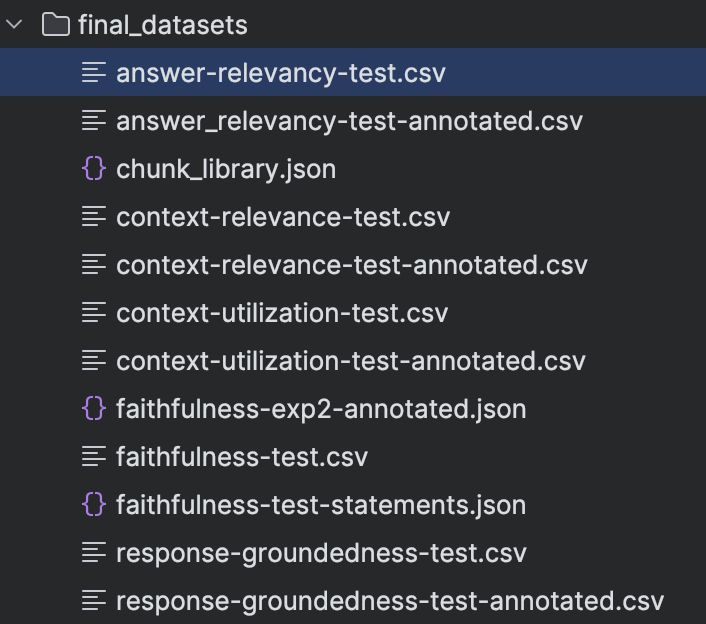 final_datasets
answer-relevancy-test.csv
answer_relevancy-test-annotated.csv
{} chunk_library.json
context-relevance-test.csv
context-relevance-test-annotated.csv
context-utilization-test.csv
context-utilization-test-annotated.csv
{} faithfulness-exp2-annotated.json
faithfulness-test.csv
{} faithfulness-test-statements.json
response-groundedness-test.csv
response-groundedness-test-annotated.csv